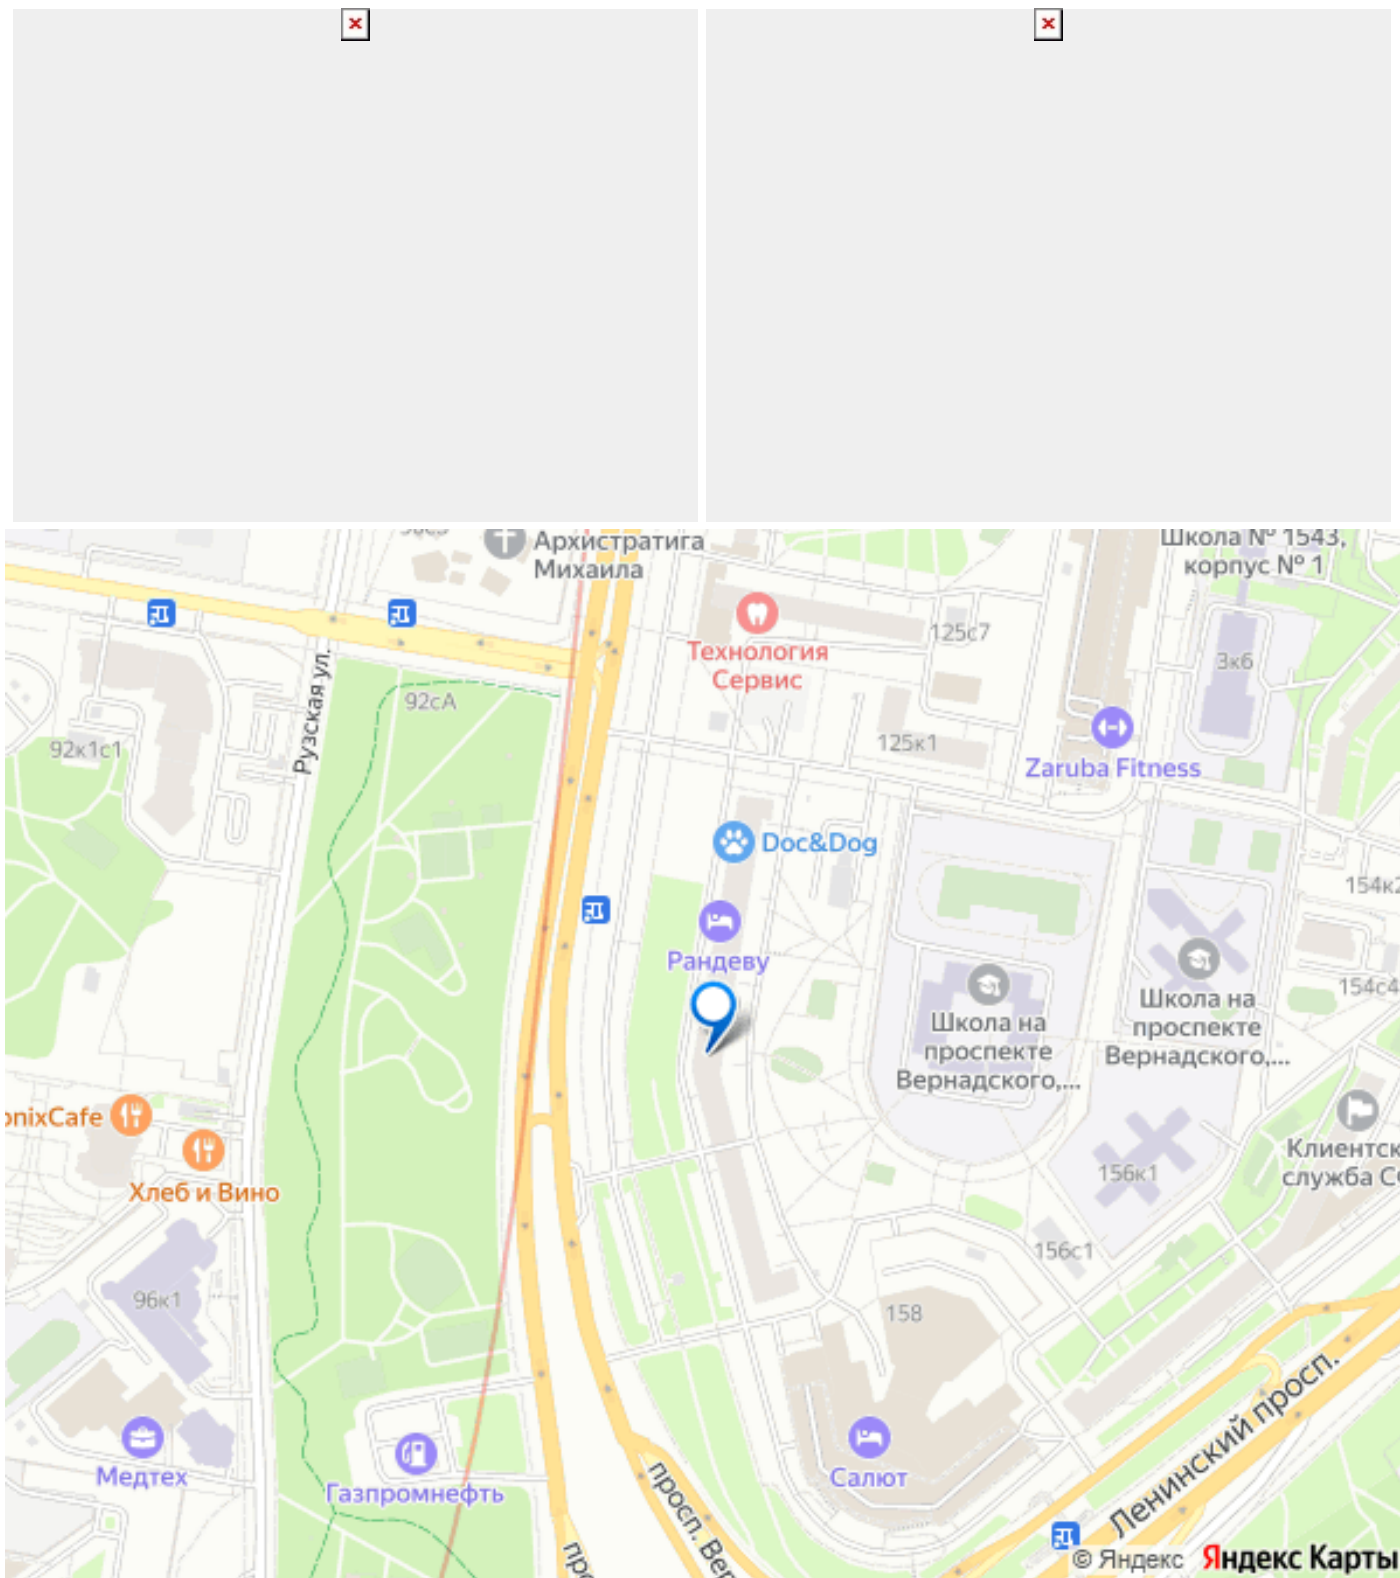 Архистратига
Михаила
Школа № 1543,
корпус № 1
Технология
Сервис
125с7
3к6
Рузская ул.
92сА
92к1с1
125к1
Zaruba Fitness
Doc&Dog
154к2
Рандеву
154с4
Школа на
проспекте
Вернадского,...
Школа на
проспекте
Вернадского,...
onixCafe
Хлеб и Вино
156к1
Клиентск
служба С
156с1
96к1
158
Ленинский просп.
Медтех
Газпромнефть
Салют
просп. Вер
про
© Яндекс
Яндекс Карты